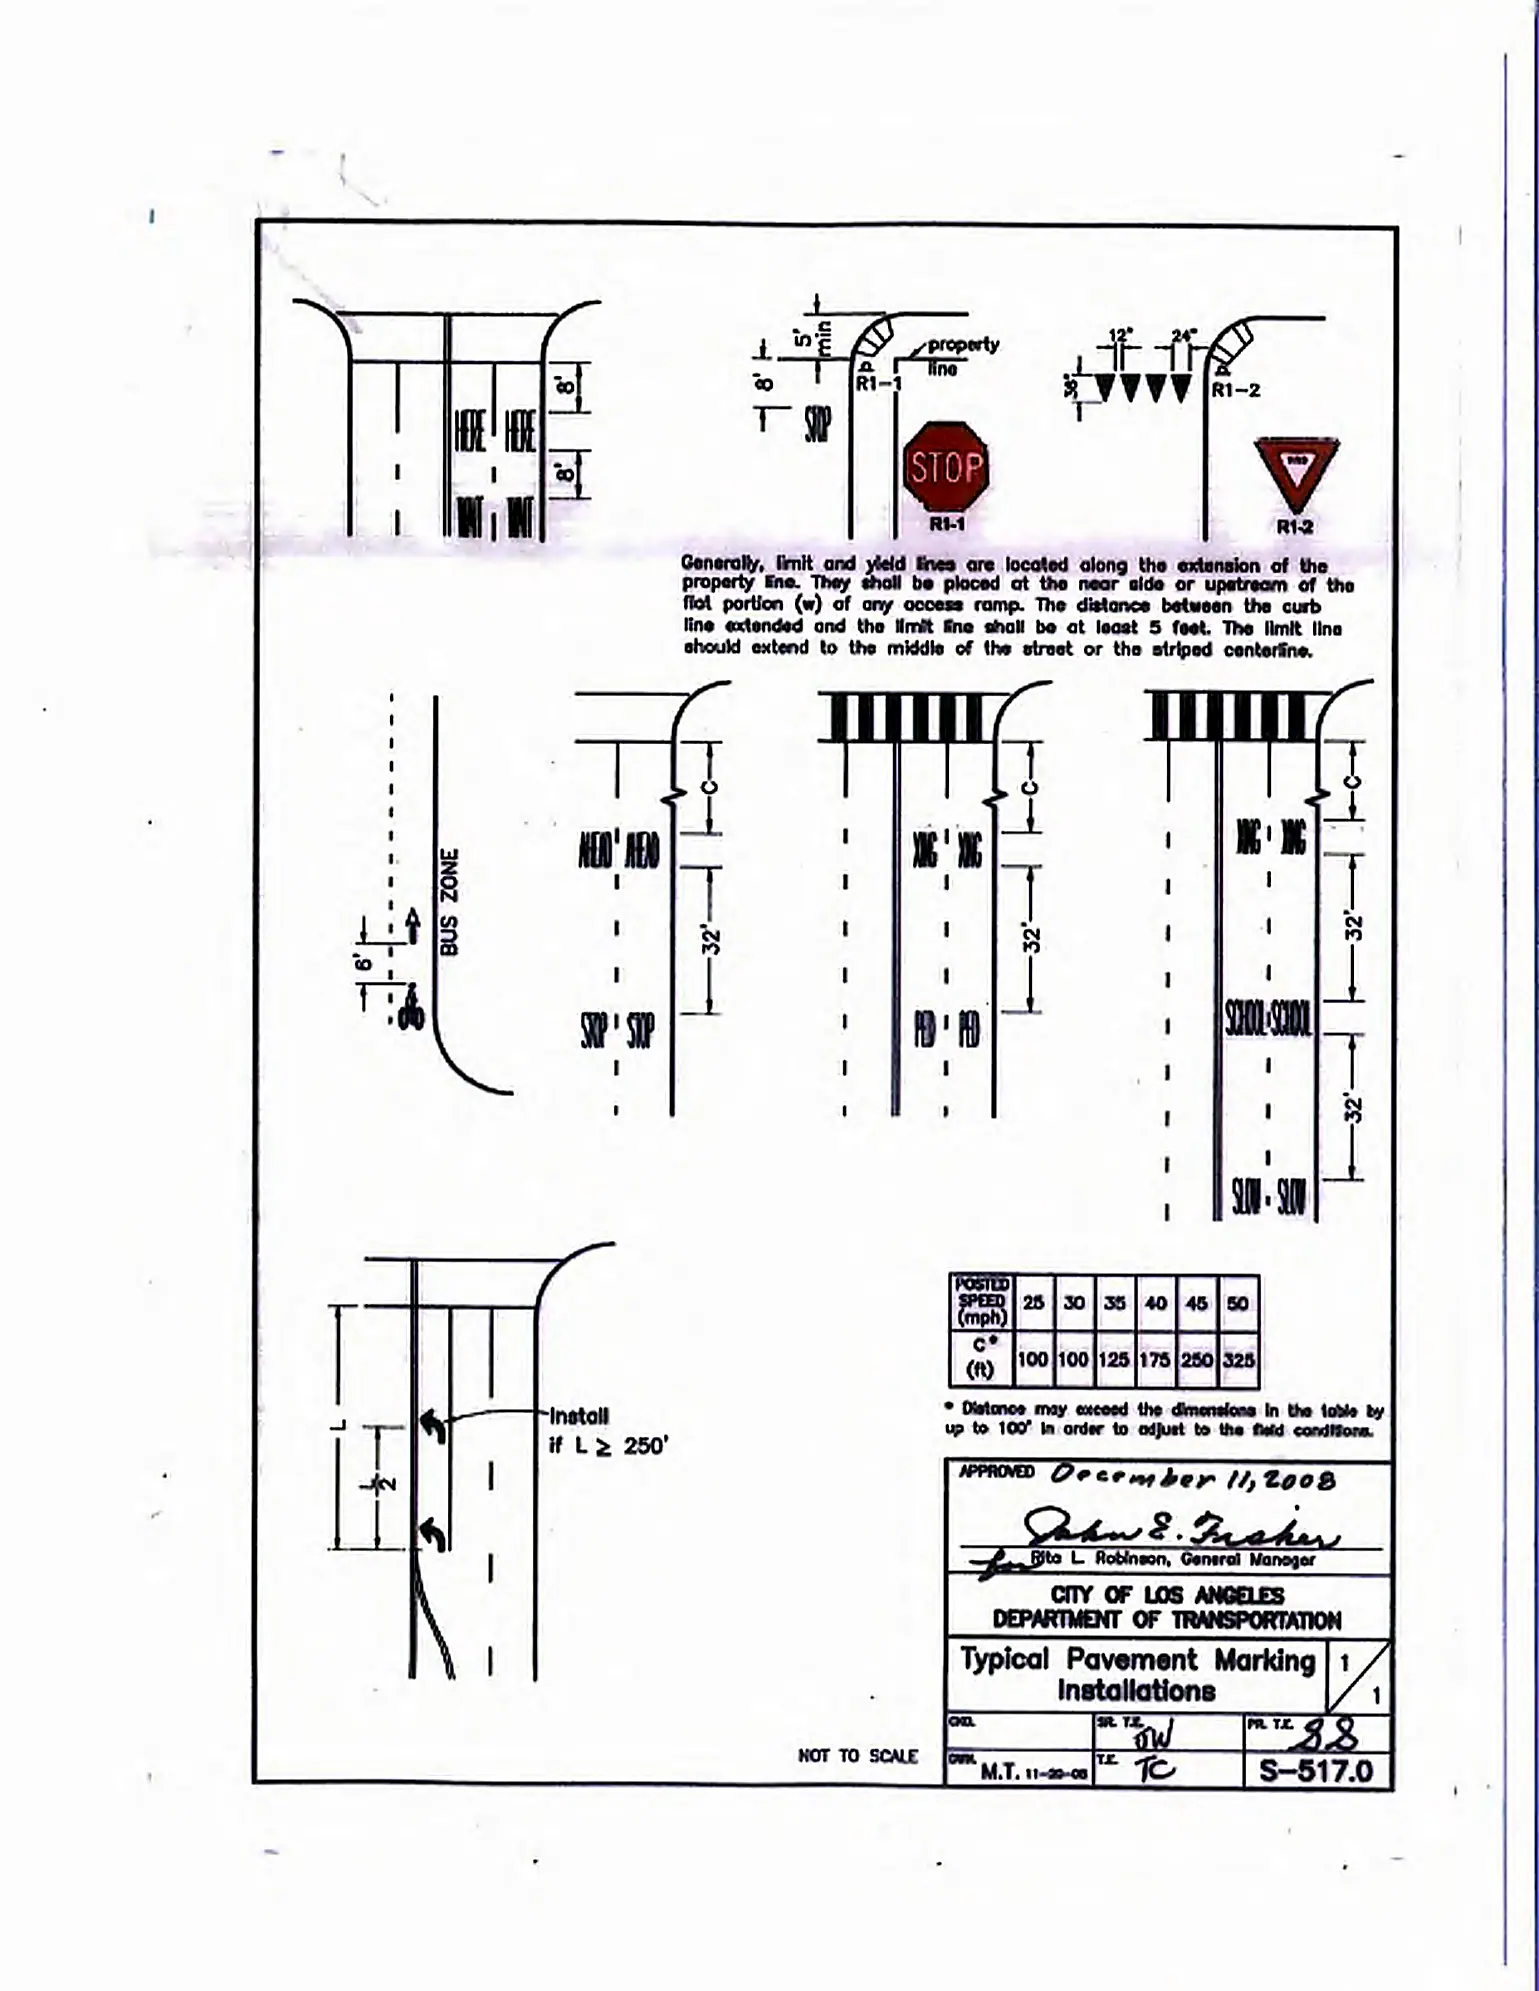 8'
HERE HERE
8'
WAIT WAIT
5'
min
8'
STOP
property
line
R1-1
STOP
R1-1
12"
24"
36"
R1-2
R1-2
Generally, limit and yield lines are located along the extension of the
property line. They shall be placed at the near side or upstream of the
flat portion (w) of any access ramp. The distance between the curb
line extended and the limit line shall be at least 5 feet. The limit line
should extend to the middle of the street or the striped centerline.
BUS ZONE
6'
C
AHEAD AHEAD
32'
STOP STOP
C
XING XING
32'
PED PED
C
XING XING
32'
SCHOOL SCHOOL
32'
SLOW SLOW
L
L/2
Install
if L ≥ 250'
POSTED SPEED (mph) 25 30 35 40 45 50
C* (ft) 100 100 125 175 250 325
* Distance may exceed the dimensions in the table by
up to 100' in order to adjust to the field conditions.
APPROVED December 11, 2008
John E. Fisher
for Rita L. Robinson, General Manager
CITY OF LOS ANGELES
DEPARTMENT OF TRANSPORTATION
Typical Pavement Marking
Installations
1/1
CKD. SR. T.E. PR. T.E. SS
DWN. M.T. 11-20-08 T.E. TC S-517.0
NOT TO SCALE